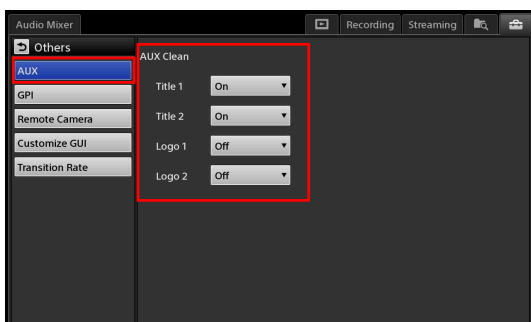 Audio Mixer Recording Streaming
Others
AUX
GPI
Remote Camera
Customize GUI
Transition Rate
AUX Clean
Title 1 On
Title 2 On
Logo 1 Off
Logo 2 Off